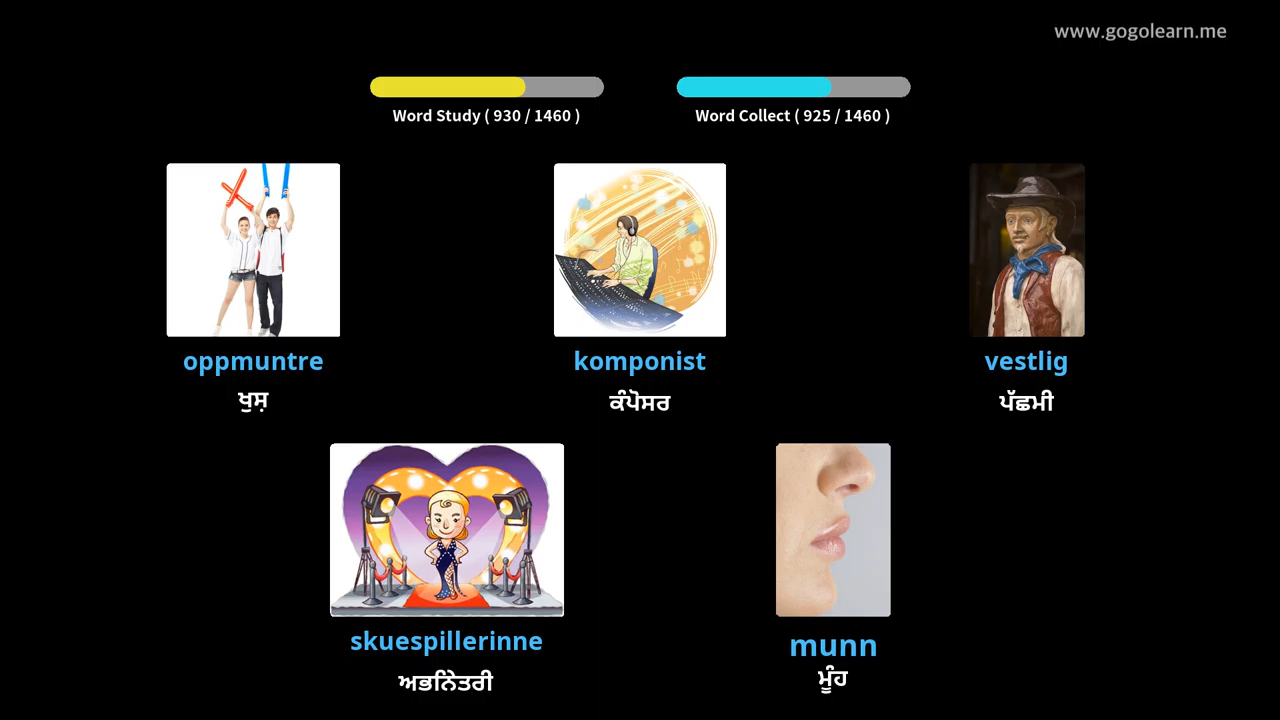 www.gogolearn.me
Word Study ( 930 / 1460 )
Word Collect ( 925 / 1460 )
oppmuntre
ਖੁਸ਼
komponist
ਕੰਪੋਸਰ
vestlig
ਪੱਛਮੀ
skuespillerinne
ਅਭਨਿੇਤਰੀ
munn
ਮੂੰਹ